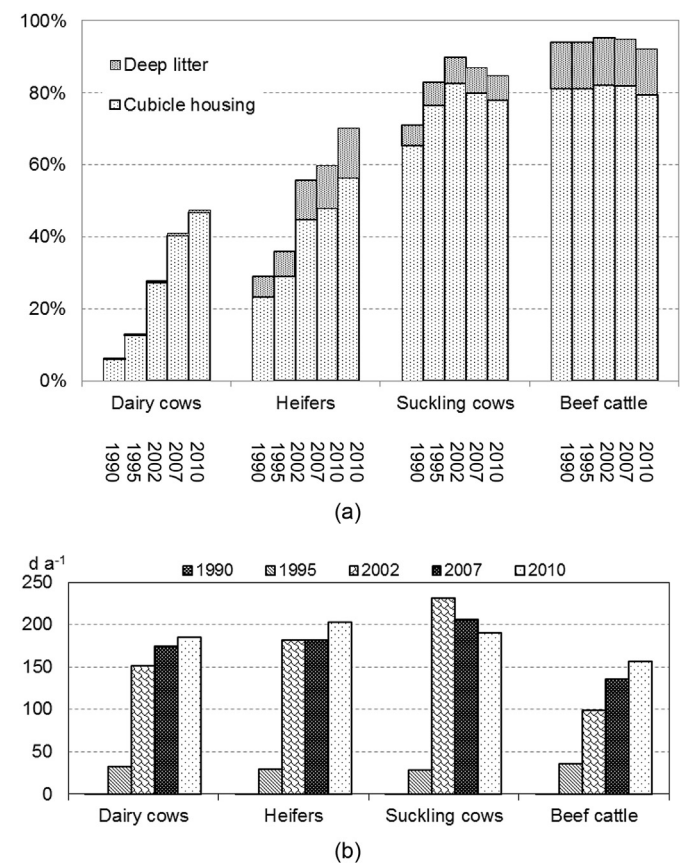 100%
Deep litter
80%
Cubicle housing
60%
40%
20%
0%
Dairy cows Heifers Suckling cows Beef cattle
1990 1995 2002 2007 2010 1990 1995 2002 2007 2010 1990 1995 2002 2007 2010 1990 1995 2002 2007 2010
(a)
d a⁻¹
1990 1995 2002 2007 2010
250
200
150
100
50
0
Dairy cows Heifers Suckling cows Beef cattle
(b)